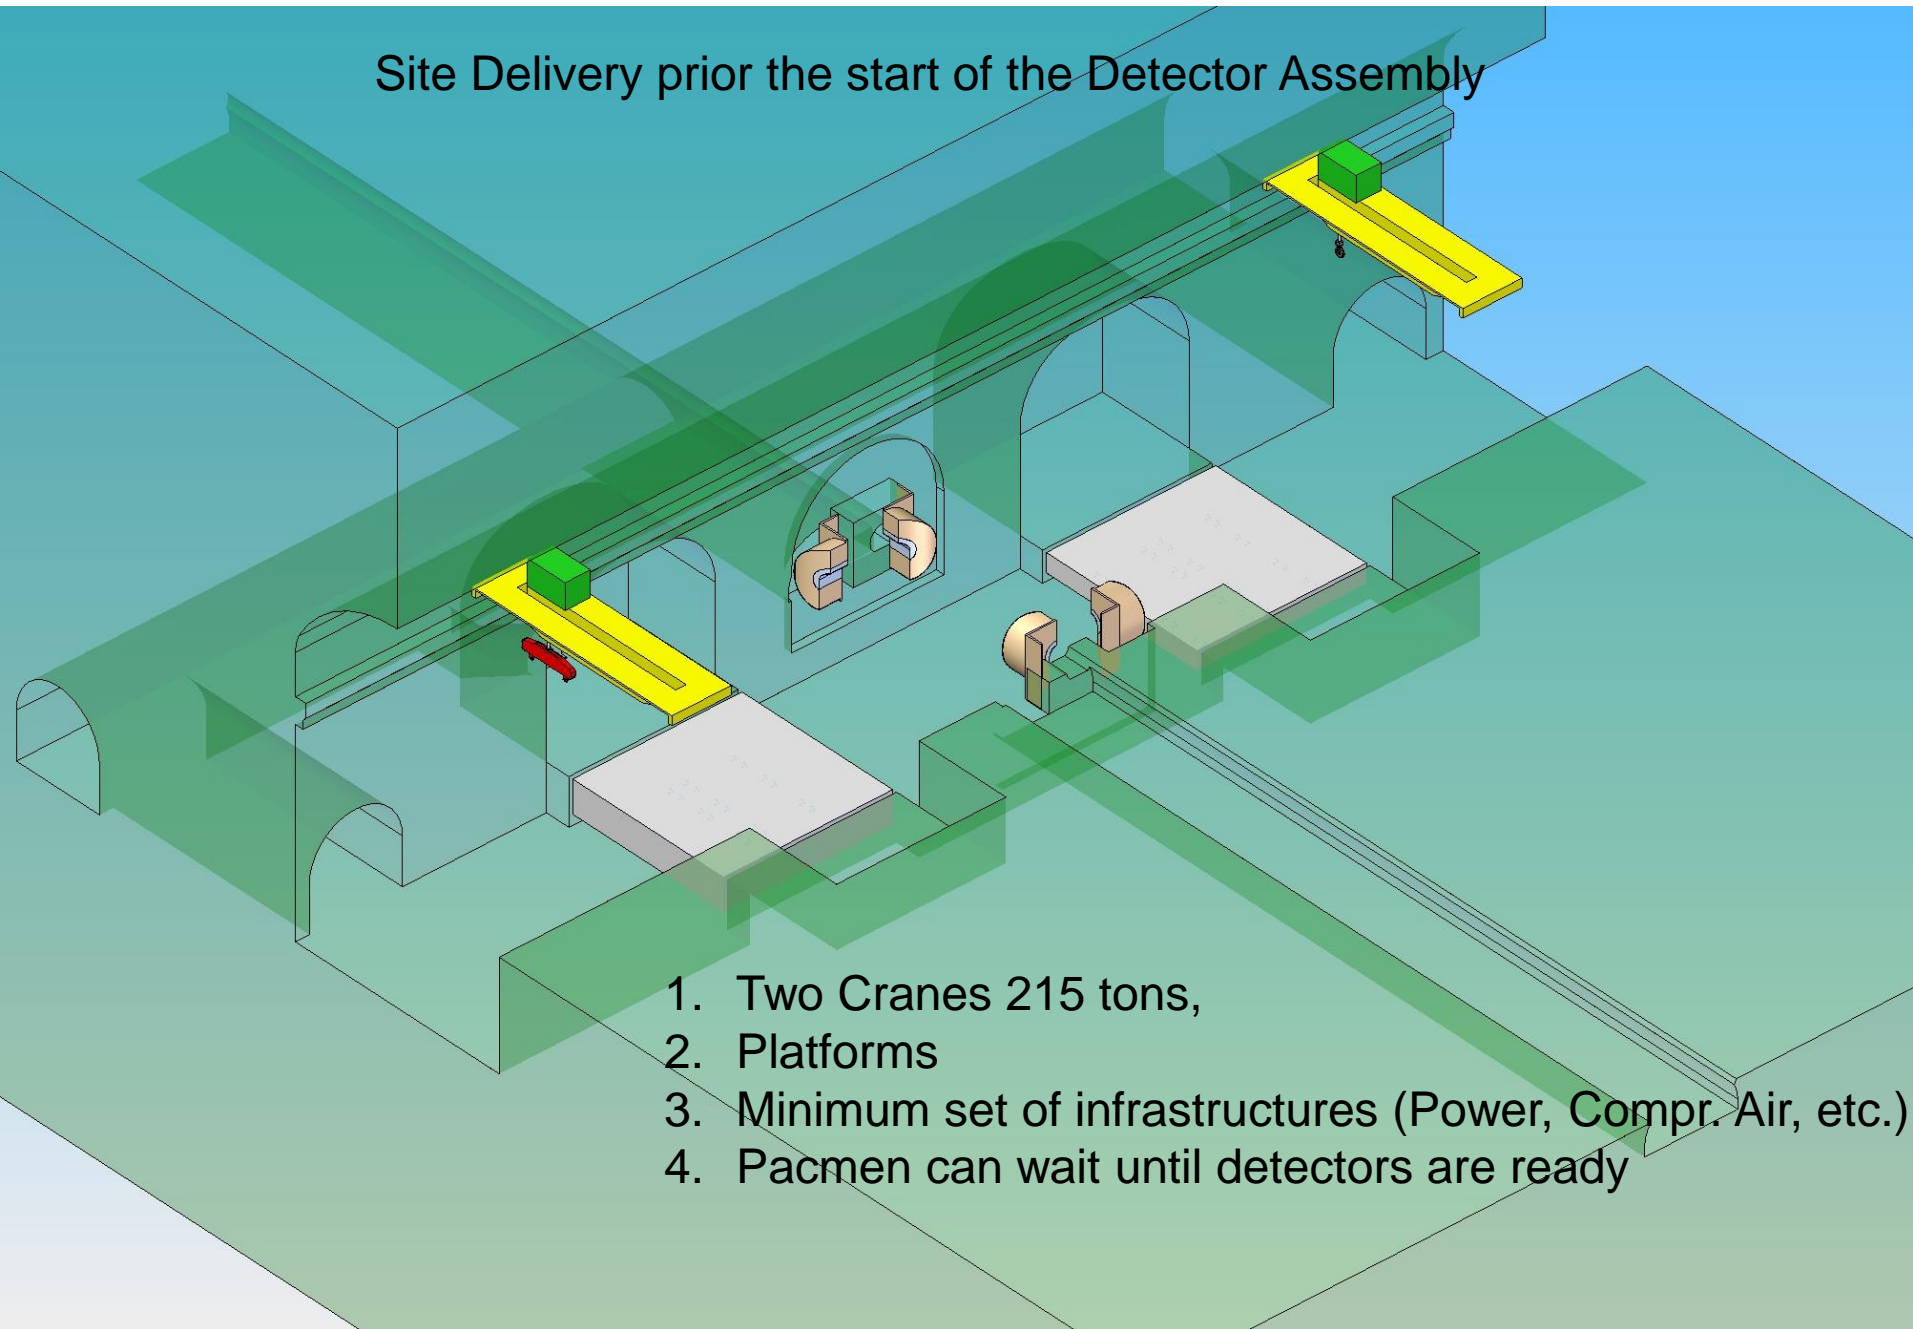 Site Delivery prior the start of the Detector Assembly
1. Two Cranes 215 tons,
2. Platforms
3. Minimum set of infrastructures (Power, Compr. Air, etc.)
4. Pacmen can wait until detectors are ready